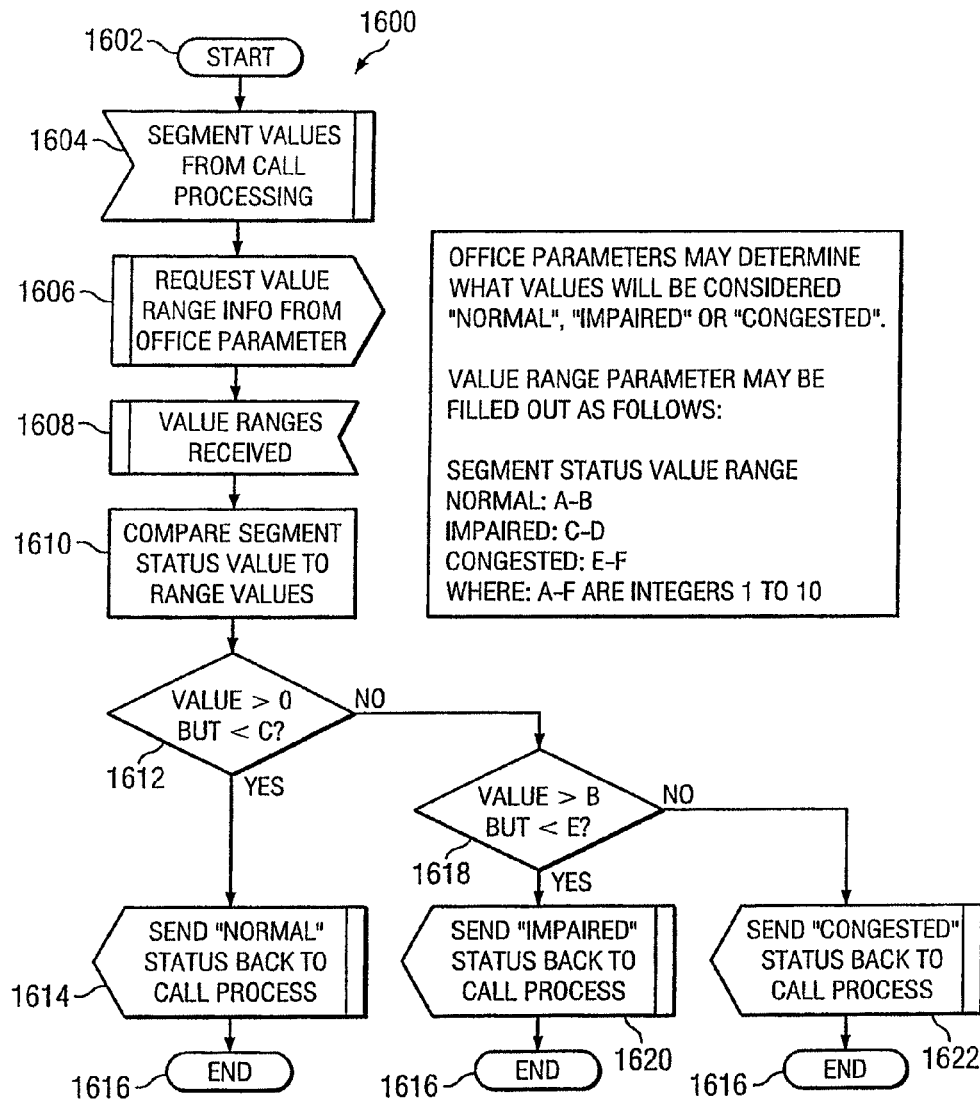 1600
1602
START
1604
SEGMENT VALUES
FROM CALL
PROCESSING
1606
REQUEST VALUE
RANGE INFO FROM
OFFICE PARAMETER
1608
VALUE RANGES
RECEIVED
1610
COMPARE SEGMENT
STATUS VALUE TO
RANGE VALUES
OFFICE PARAMETERS MAY DETERMINE
WHAT VALUES WILL BE CONSIDERED
"NORMAL", "IMPAIRED" OR "CONGESTED".
VALUE RANGE PARAMETER MAY BE
FILLED OUT AS FOLLOWS:
SEGMENT STATUS VALUE RANGE
NORMAL: A-B
IMPAIRED: C-D
CONGESTED: E-F
WHERE: A-F ARE INTEGERS 1 TO 10
VALUE > 0
BUT < C?
NO
1612
YES
VALUE > B
BUT < E?
NO
1618
YES
SEND "NORMAL"
STATUS BACK TO
CALL PROCESS
1614
SEND "IMPAIRED"
STATUS BACK TO
CALL PROCESS
1620
SEND "CONGESTED"
STATUS BACK TO
CALL PROCESS
1622
1616
END
1616
END
1616
END